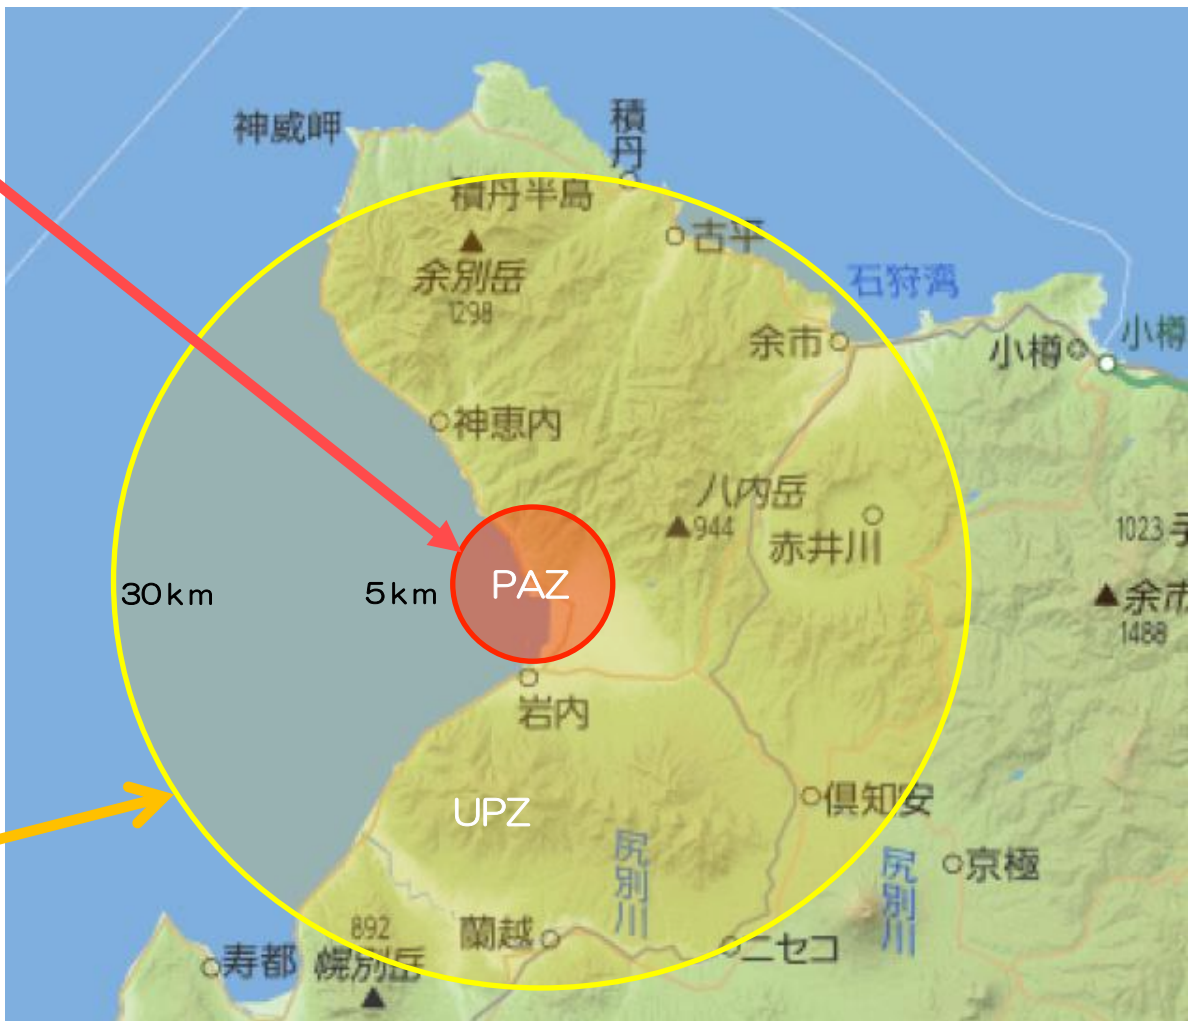 神威岬
積丹
積丹半島
古平
余別岳
1298
石狩湾
余市
小樽
小樽
神恵内
八内岳
944
赤井川
1023
余市
1488
30km
5km
PAZ
岩内
UPZ
倶知安
尻別川
尻別川
京極
892
蘭越
ニセコ
寿都
幌別岳